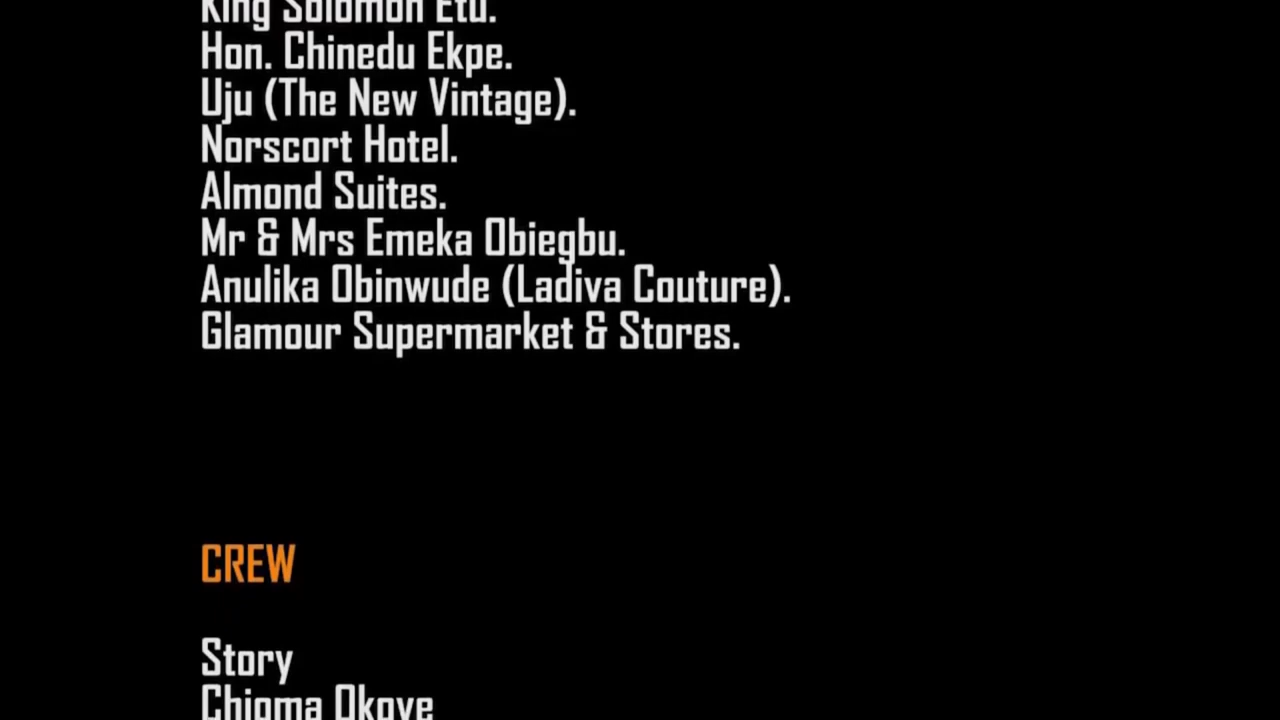 King Solomon Etu.
Hon. Chinedu Ekpe.
Uju (The New Vintage).
Norscort Hotel.
Almond Suites.
Mr & Mrs Emeka Obiegbu.
Anulika Obinwude (Ladiva Couture).
Glamour Supermarket & Stores.
CREW
Story
Chioma Okoye